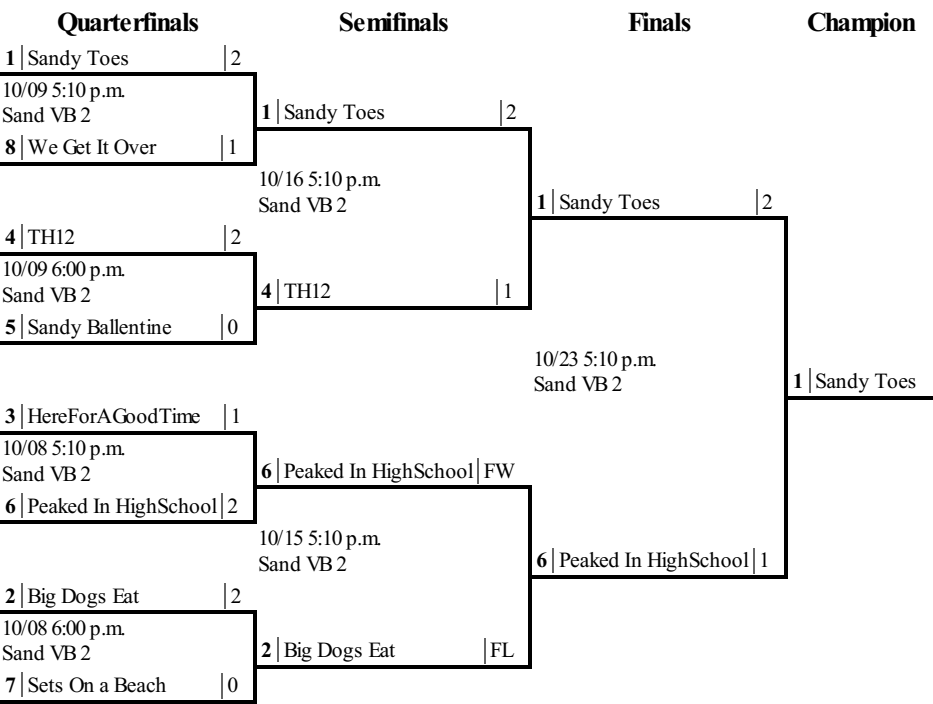 Quarterfinals Semifinals Finals Champion
1 Sandy Toes 2
10/09 5:10 p.m.
Sand VB 2
8 We Get It Over 1
4 TH12 2
10/09 6:00 p.m.
Sand VB 2
5 Sandy Ballentine 0
3 HereForAGoodTime 1
10/08 5:10 p.m.
Sand VB 2
6 Peaked In HighSchool 2
2 Big Dogs Eat 2
10/08 6:00 p.m.
Sand VB 2
7 Sets On a Beach 0
1 Sandy Toes 2
10/16 5:10 p.m.
Sand VB 2
4 TH12 1
6 Peaked In HighSchool FW
10/15 5:10 p.m.
Sand VB 2
2 Big Dogs Eat FL
1 Sandy Toes 2
10/23 5:10 p.m.
Sand VB 2
6 Peaked In HighSchool 1
1 Sandy Toes